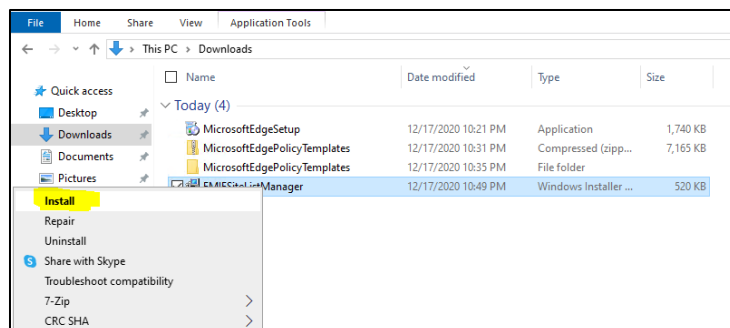 File Home Share View Application Tools
This PC > Downloads
Name Date modified Type Size
Quick access
Today (4)
Desktop
MicrosoftEdgeSetup 12/17/2020 10:21 PM Application 1,740 KB
Downloads
MicrosoftEdgePolicyTemplates 12/17/2020 10:31 PM Compressed (zipp... 7,165 KB
Documents
MicrosoftEdgePolicyTemplates 12/17/2020 10:35 PM File folder
Pictures
EMIESiteListManager 12/17/2020 10:49 PM Windows Installer ... 520 KB
Install
Repair
Uninstall
Share with Skype
Troubleshoot compatibility
7-Zip
CRC SHA